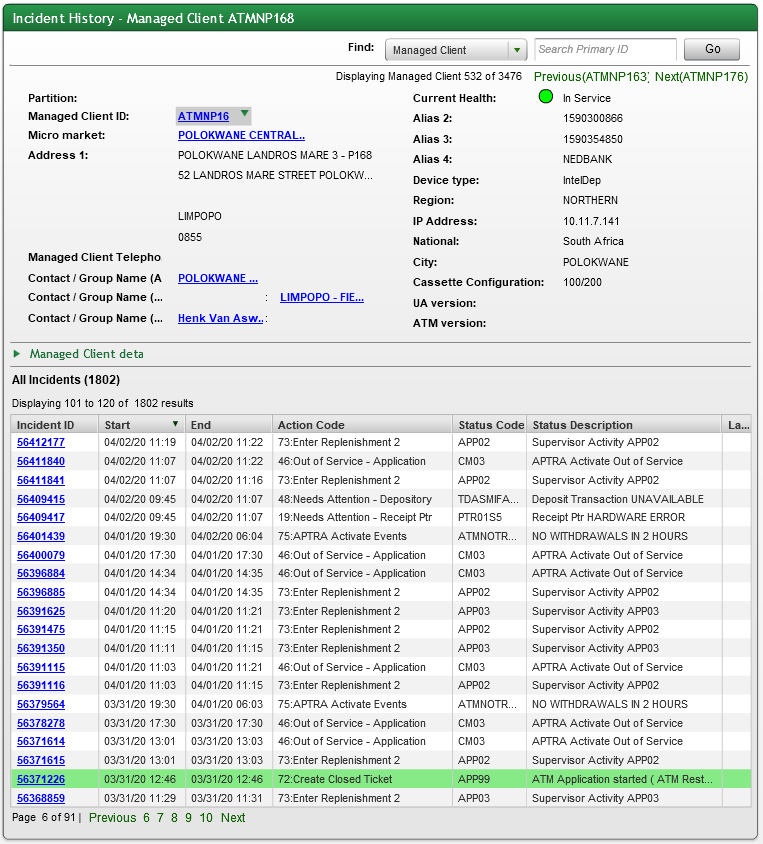 Incident History - Managed Client ATMNP168
Find: Managed Client Search Primary ID Go
Displaying Managed Client 532 of 3476 Previous(ATMNP163) Next(ATMNP176)
Partition:
Managed Client ID: ATMNP16
Micro market: POLOKWANE CENTRAL..
Address 1: POLOKWANE LANDROS MARE 3 - P168
52 LANDROS MARE STREET POLOKW...
LIMPOPO
0855
Managed Client Telepho
Contact / Group Name (A POLOKWANE ...
Contact / Group Name (... : LIMPOPO - FIE...
Contact / Group Name (... Henk Van Asw..:
Current Health: In Service
Alias 2: 1590300866
Alias 3: 1590354850
Alias 4: NEDBANK
Device type: IntelDep
Region: NORTHERN
IP Address: 10.11.7.141
National: South Africa
City: POLOKWANE
Cassette Configuration: 100/200
UA version:
ATM version:
Managed Client deta
All Incidents (1802)
Displaying 101 to 120 of 1802 results
Incident ID Start End Action Code Status Code Status Description La...
56412177 04/02/20 11:19 04/02/20 11:22 73:Enter Replenishment 2 APP02 Supervisor Activity APP02
56411840 04/02/20 11:07 04/02/20 11:22 46:Out of Service - Application CM03 APTRA Activate Out of Service
56411841 04/02/20 11:07 04/02/20 11:16 73:Enter Replenishment 2 APP02 Supervisor Activity APP02
56409415 04/02/20 09:45 04/02/20 11:07 48:Needs Attention - Depository TDASMIFA... Deposit Transaction UNAVAILABLE
56409417 04/02/20 09:45 04/02/20 11:07 19:Needs Attention - Receipt Ptr PTR01S5 Receipt Ptr HARDWARE ERROR
56401439 04/01/20 19:30 04/02/20 06:04 75:APTRA Activate Events ATMNOTR... NO WITHDRAWALS IN 2 HOURS
56400079 04/01/20 17:30 04/01/20 17:30 46:Out of Service - Application CM03 APTRA Activate Out of Service
56396884 04/01/20 14:34 04/01/20 14:35 46:Out of Service - Application CM03 APTRA Activate Out of Service
56396885 04/01/20 14:34 04/01/20 14:35 73:Enter Replenishment 2 APP02 Supervisor Activity APP02
56391625 04/01/20 11:20 04/01/20 11:21 73:Enter Replenishment 2 APP03 Supervisor Activity APP03
56391475 04/01/20 11:15 04/01/20 11:21 73:Enter Replenishment 2 APP02 Supervisor Activity APP02
56391350 04/01/20 11:11 04/01/20 11:15 73:Enter Replenishment 2 APP03 Supervisor Activity APP03
56391115 04/01/20 11:03 04/01/20 11:21 46:Out of Service - Application CM03 APTRA Activate Out of Service
56391116 04/01/20 11:03 04/01/20 11:15 73:Enter Replenishment 2 APP02 Supervisor Activity APP02
56379564 03/31/20 19:30 04/01/20 06:03 75:APTRA Activate Events ATMNOTR... NO WITHDRAWALS IN 2 HOURS
56378278 03/31/20 17:30 03/31/20 17:30 46:Out of Service - Application CM03 APTRA Activate Out of Service
56371614 03/31/20 13:01 03/31/20 13:03 46:Out of Service - Application CM03 APTRA Activate Out of Service
56371615 03/31/20 13:01 03/31/20 13:03 73:Enter Replenishment 2 APP02 Supervisor Activity APP02
56371226 03/31/20 12:46 03/31/20 12:46 72:Create Closed Ticket APP99 ATM Application started ( ATM Rest...
56368859 03/31/20 11:29 03/31/20 11:31 73:Enter Replenishment 2 APP03 Supervisor Activity APP03
Page 6 of 91 | Previous 6 7 8 9 10 Next